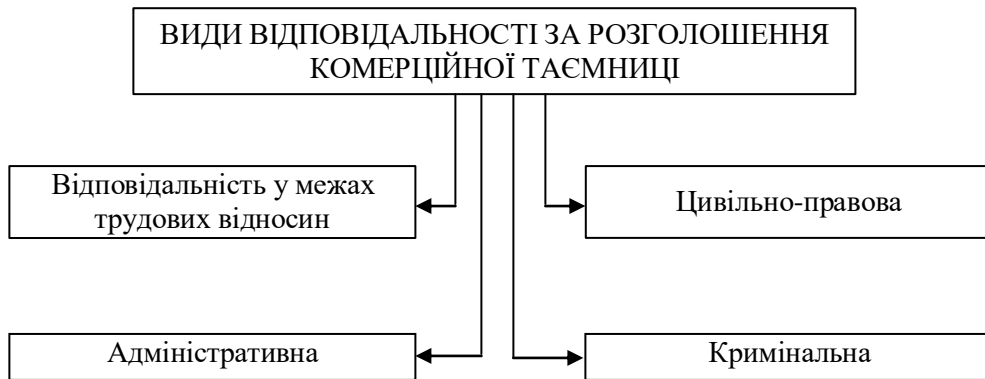 ВИДИ ВІДПОВІДАЛЬНОСТІ ЗА РОЗГОЛОШЕННЯ
КОМЕРЦІЙНОЇ ТАЄМНИЦІ
Відповідальність у межах
трудових відносин
Цивільно-правова
Адміністративна
Кримінальна